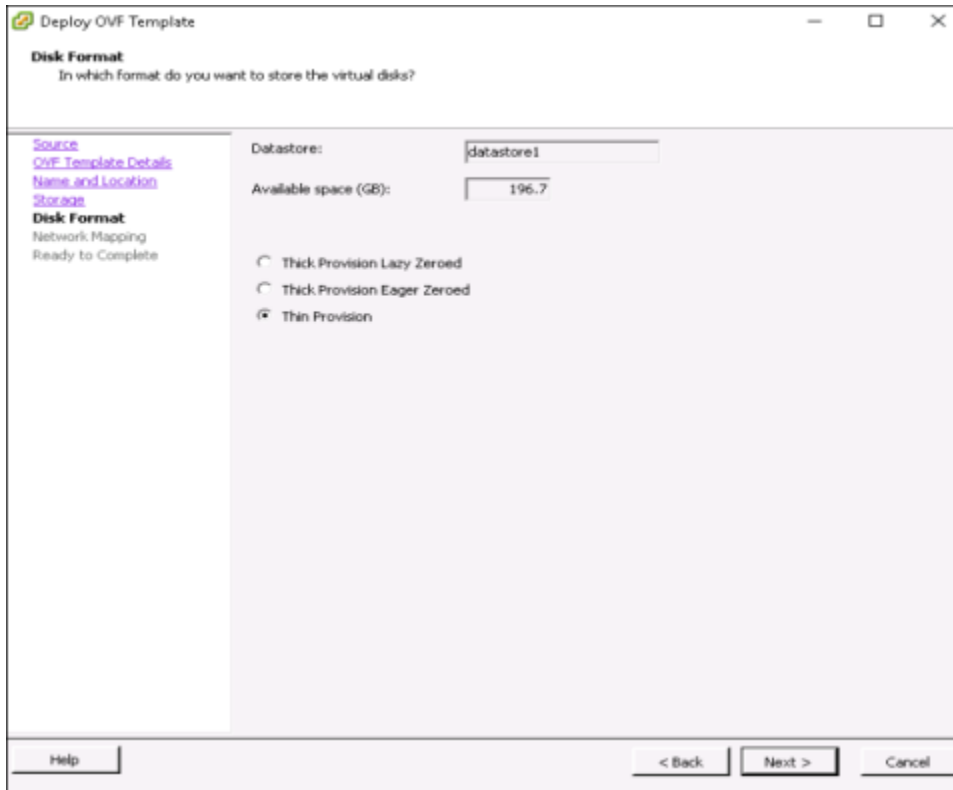 Deploy OVF Template
Disk Format
In which format do you want to store the virtual disks?
Source
OVF Template Details
Name and Location
Storage
Disk Format
Network Mapping
Ready to Complete
Datastore:
datastore1
Available space (GB):
196.7
Thick Provision Lazy Zeroed
Thick Provision Eager Zeroed
Thin Provision
Help
< Back
Next >
Cancel